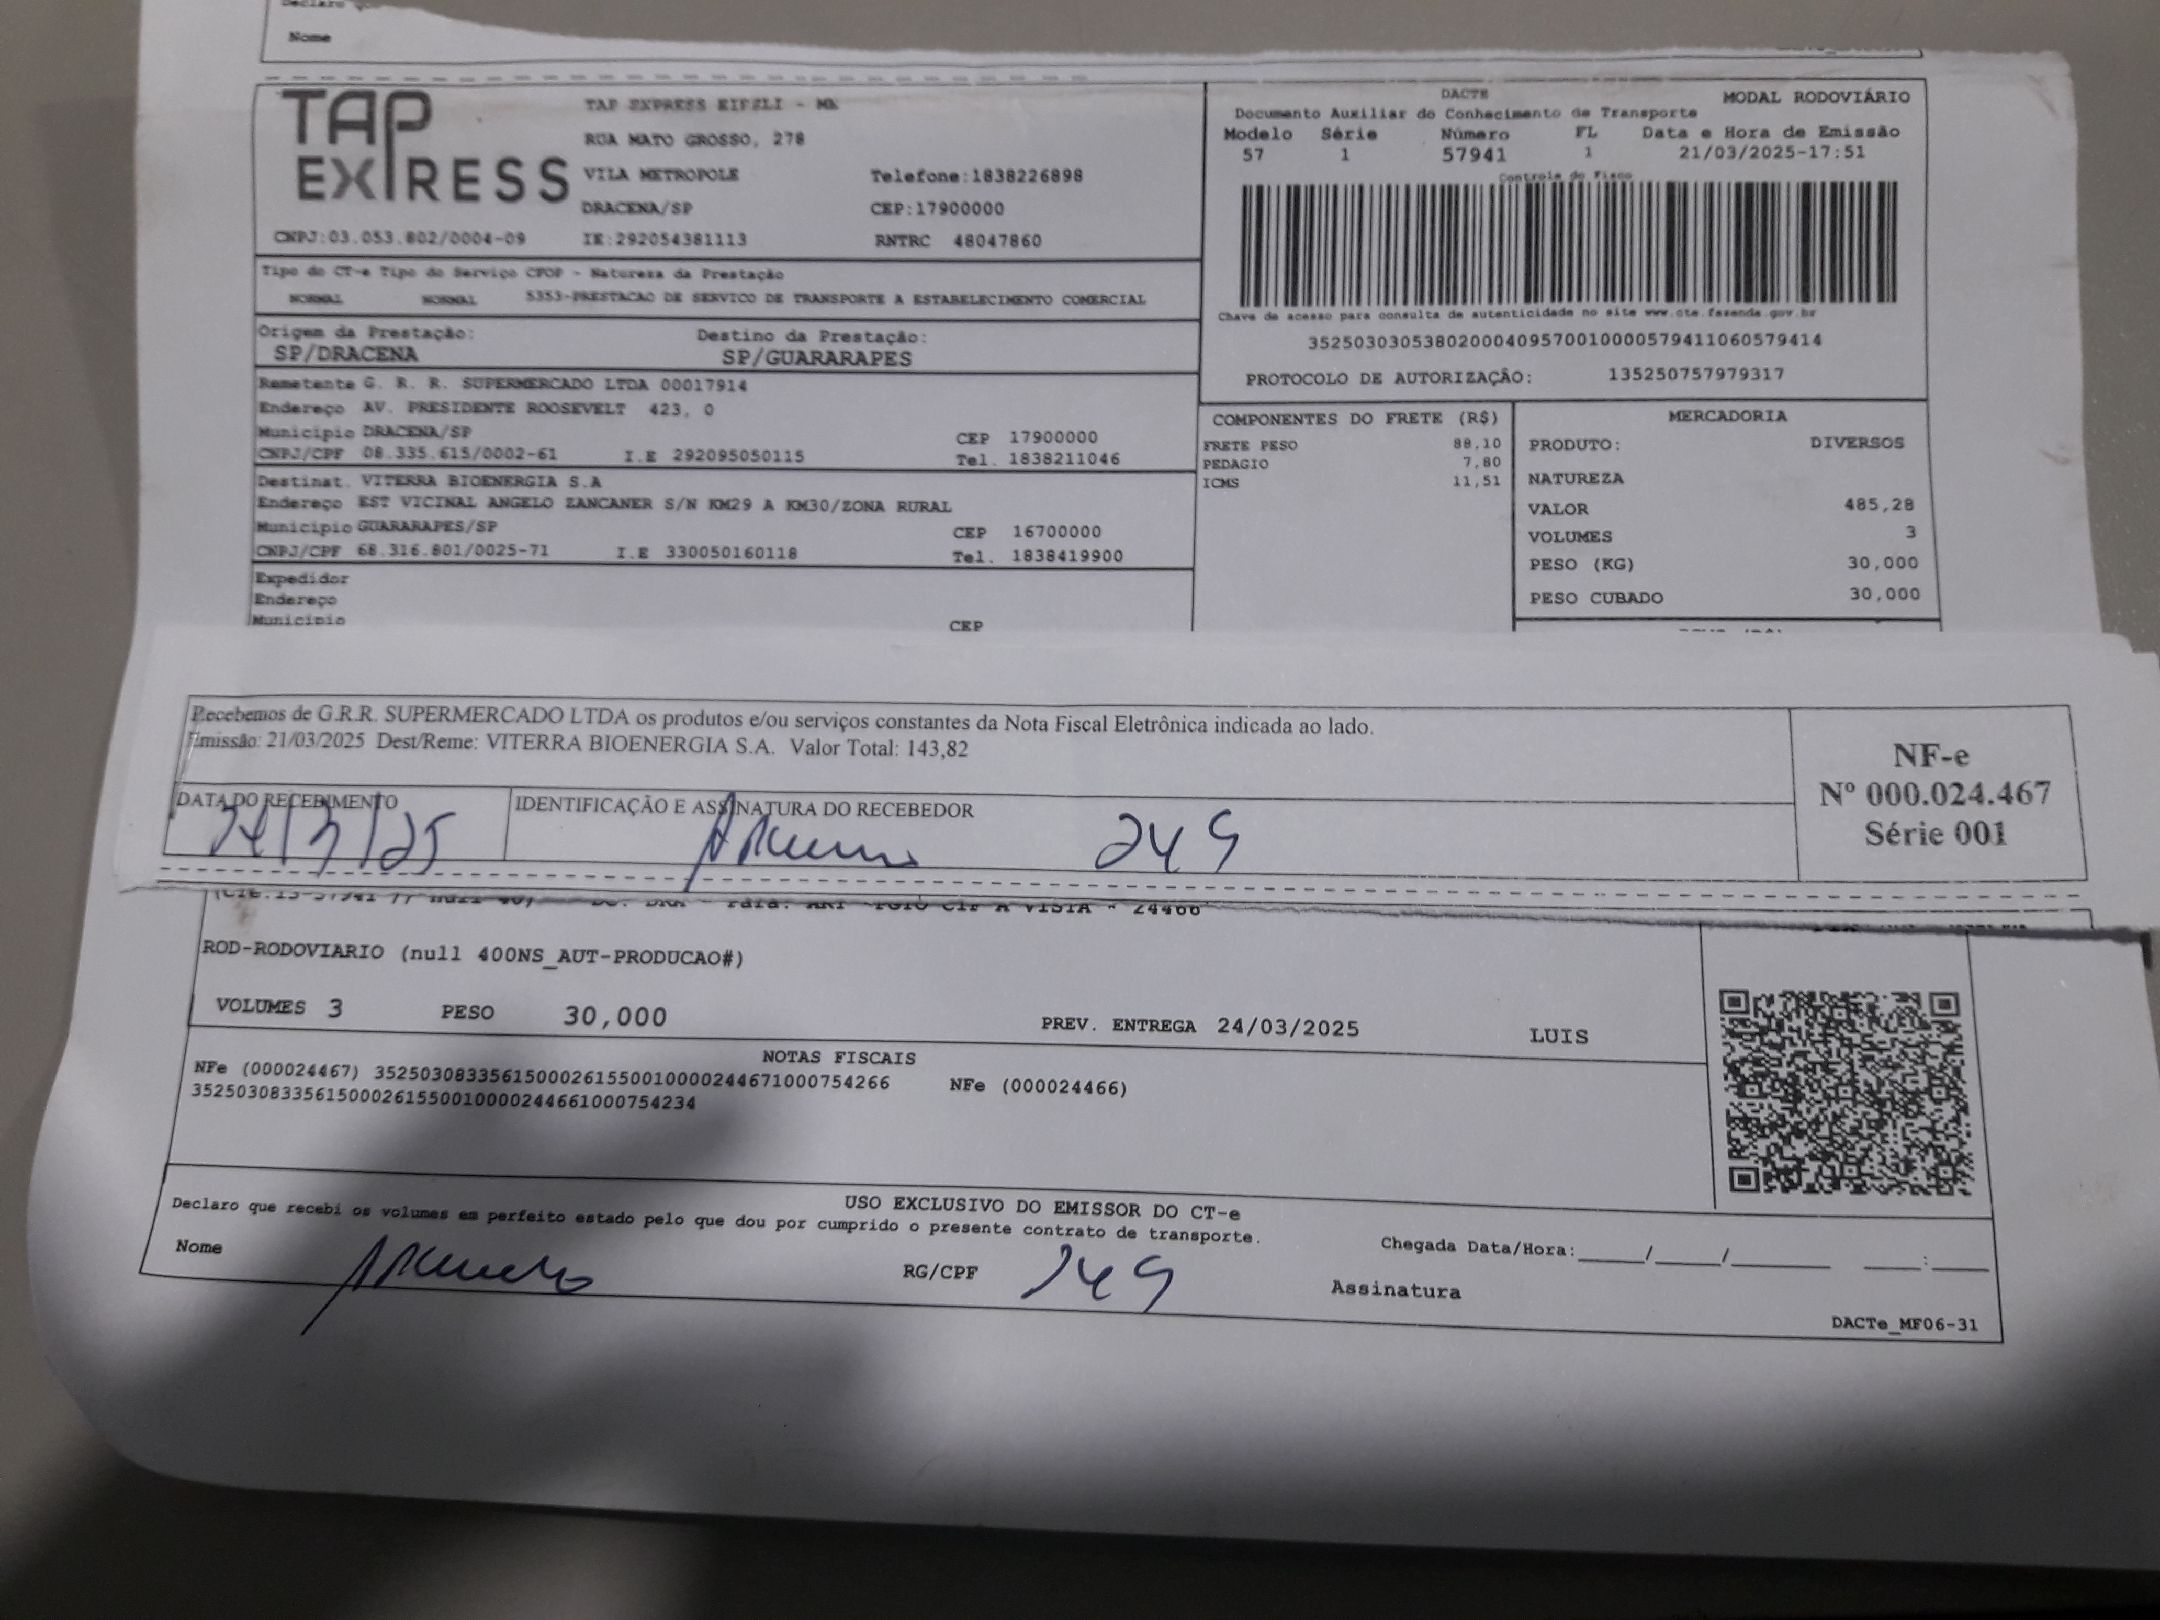 Nome
TAP EXPRESS
TAP EXPRESS EIRELI - MA
RUA MATO GROSSO, 278
VILA METROPOLE Telefone:1838226898
DRACENA/SP CEP:17900000
CNPJ:03.053.802/0004-09 IE:292054381113 RNTRC 48047860
DACTE MODAL RODOVIÁRIO
Documento Auxiliar do Conhecimento de Transporte
Modelo Série Número FL Data e Hora de Emissão
57 1 57941 1 21/03/2025-17:51
Controle do Fisco
Chave de acesso para consulta de autenticidade no site www.cte.fazenda.gov.br
35250303053802000409570010000579411060579414
PROTOCOLO DE AUTORIZAÇÃO: 135250757979317
Tipo do CT-e Tipo do Serviço CFOP - Natureza da Prestação
NORMAL NORMAL 5353-PRESTACAO DE SERVICO DE TRANSPORTE A ESTABELECIMENTO COMERCIAL
Origem da Prestação: Destino da Prestação:
SP/DRACENA SP/GUARARAPES
Remetente G. R. R. SUPERMERCADO LTDA 00017914
Endereço AV. PRESIDENTE ROOSEVELT 423, 0
Municipio DRACENA/SP CEP 17900000
CNPJ/CPF 08.335.615/0002-61 I.E 292095050115 Tel. 1838211046
Destinat. VITERRA BIOENERGIA S.A
Endereço EST VICINAL ANGELO ZANCANER S/N KM29 A KM30/ZONA RURAL
Municipio GUARARAPES/SP CEP 16700000
CNPJ/CPF 68.316.801/0025-71 I.E 330050160118 Tel. 1838419900
Expedidor
Endereço
Municipio CEP
COMPONENTES DO FRETE (R$)
FRETE PESO 88,10
PEDAGIO 7,80
ICMS 11,51
MERCADORIA
PRODUTO: DIVERSOS
NATUREZA
VALOR 485,28
VOLUMES 3
PESO (KG) 30,000
PESO CUBADO 30,000
Recebemos de G.R.R. SUPERMERCADO LTDA os produtos e/ou serviços constantes da Nota Fiscal Eletrônica indicada ao lado.
Emissão: 21/03/2025 Dest/Reme: VITERRA BIOENERGIA S.A. Valor Total: 143,82
DATA DO RECEBIMENTO IDENTIFICAÇÃO E ASSINATURA DO RECEBEDOR
24/3/25 249
NF-e
Nº 000.024.467
Série 001
ROD-RODOVIARIO (null 400NS_AUT-PRODUCAO#)
VOLUMES 3 PESO 30,000 PREV. ENTREGA 24/03/2025 LUIS
NOTAS FISCAIS
NFe (000024467) 35250308335615000261550010000244671000754266 NFe (000024466)
35250308335615000261550010000244661000754234
USO EXCLUSIVO DO EMISSOR DO CT-e
Declaro que recebi os volumes em perfeito estado pelo que dou por cumprido o presente contrato de transporte.
Nome RG/CPF 249 Chegada Data/Hora:____/____/______ ____:____
Assinatura
DACTe_MF06-31